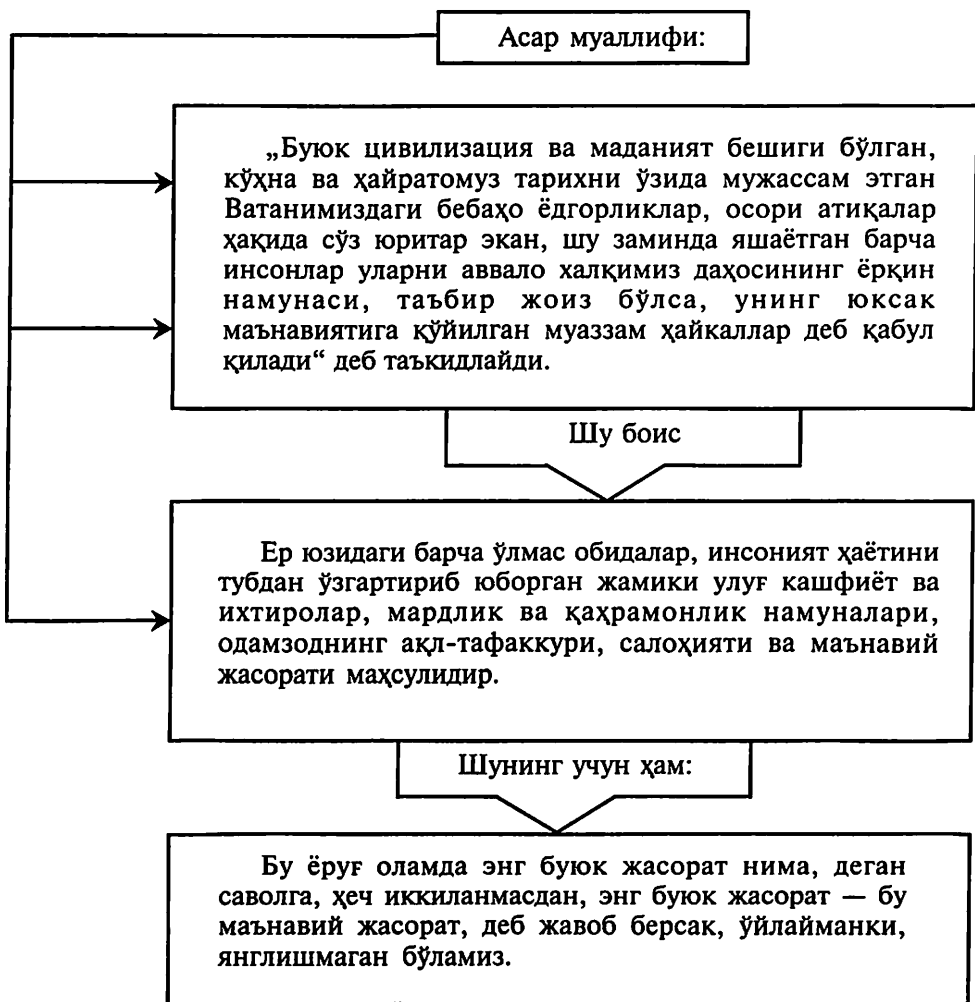 Асар муаллифи:
„Буюк цивилизация ва маданият бешиги бўлган,
кўҳна ва ҳайратомуз тарихни ўзида мужассам этган
Ватанимиздаги бебаҳо ёдгорликлар, осори атиқалар
ҳақида сўз юритар экан, шу заминда яшаётган барча
инсонлар уларни аввало халқимиз даҳосининг ёрқин
намунаси, таъбир жоиз бўлса, унинг юксак
маънавиятига қўйилган муаззам ҳайкаллар деб қабул
қилади“ деб таъкидлайди.
Шу боис
Ер юзидаги барча ўлмас обидалар, инсоният ҳаётини
тубдан ўзгартириб юборган жамики улуғ кашфиёт ва
ихтиролар, мардлик ва қаҳрамонлик намуналари,
одамзоднинг ақл-тафаккури, салоҳияти ва маънавий
жасорати маҳсулидир.
Шунинг учун ҳам:
Бу ёруғ оламда энг буюк жасорат нима, деган
саволга, ҳеч иккиланмасдан, энг буюк жасорат — бу
маънавий жасорат, деб жавоб берсак, ўйлайманки,
янглишмаган бўламиз.